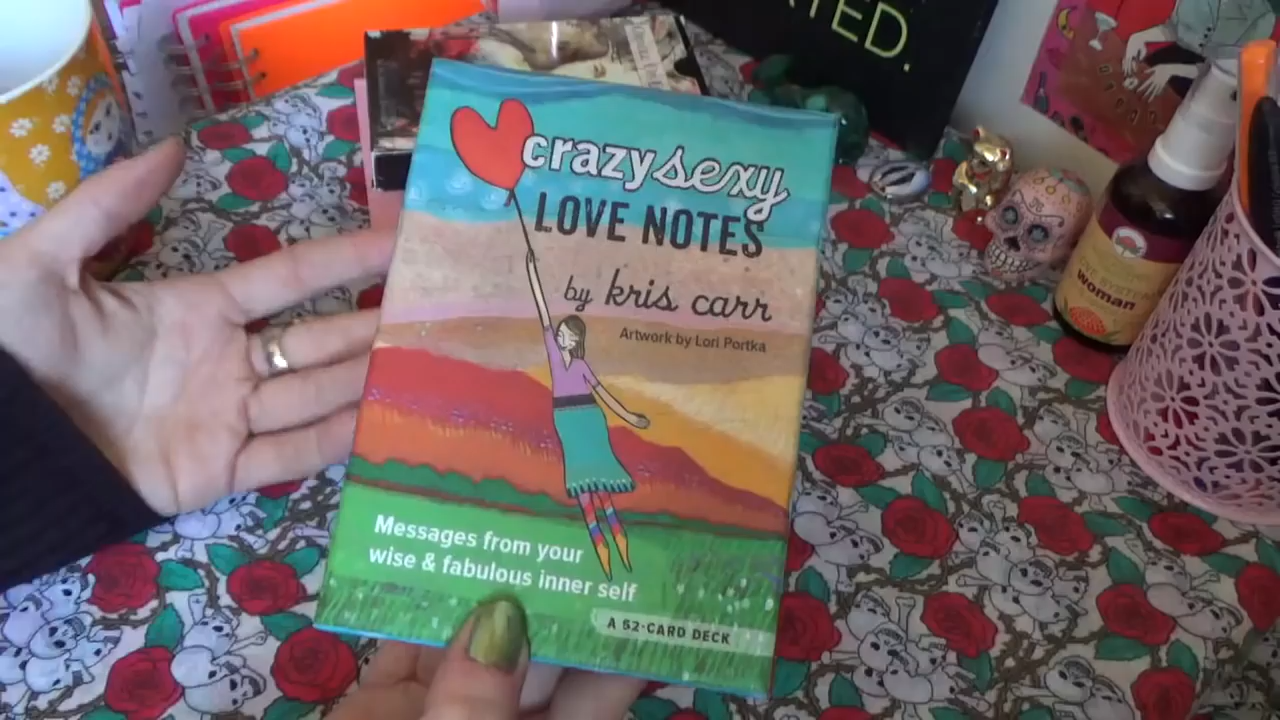 TED.
crazy sexy
LOVE NOTES
by kris carr
Artwork by Lori Portka
Messages from your
wise & fabulous inner self
A 52-CARD DECK
woman